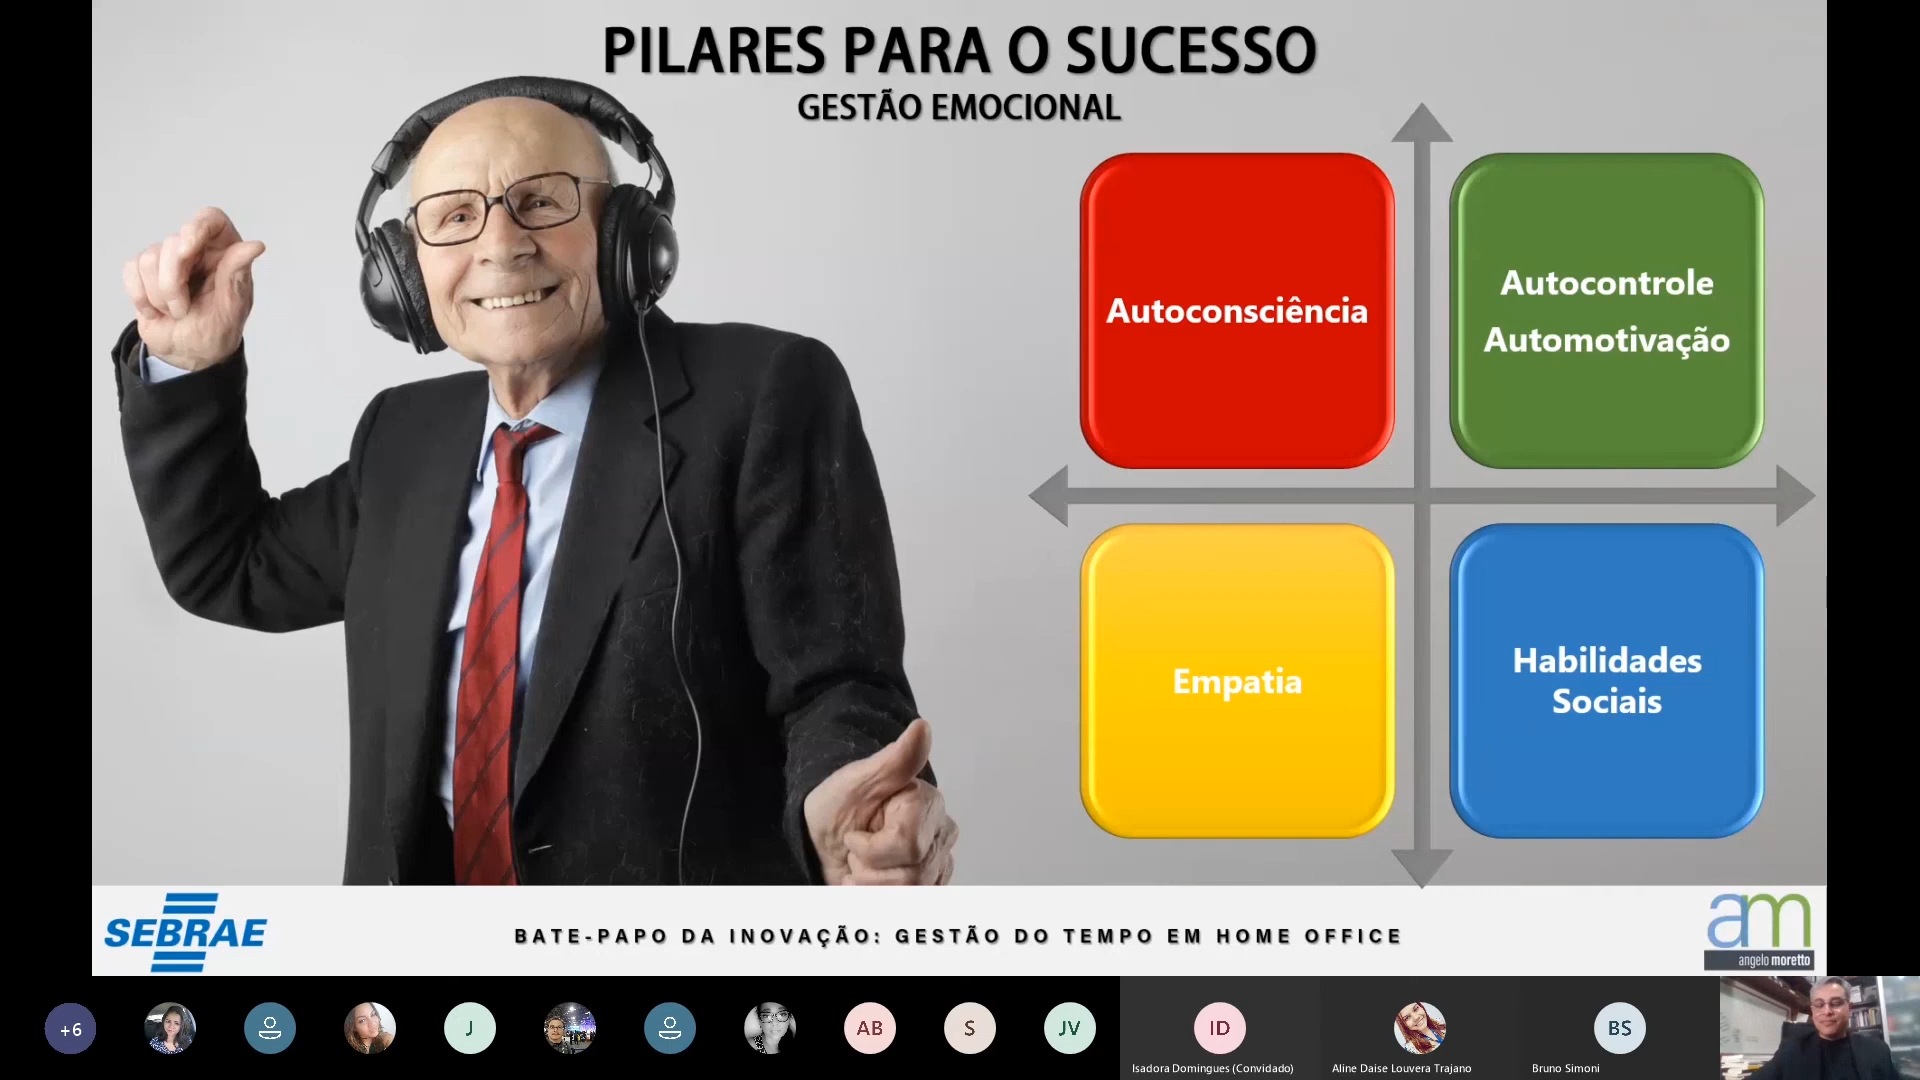 PILARES PARA O SUCESSO
GESTÃO EMOCIONAL
Autoconsciência
Autocontrole
Automotivação
Empatia
Habilidades
Sociais
SEBRAE
BATE-PAPO DA INOVAÇÃO: GESTÃO DO TEMPO EM HOME OFFICE
am
angelo moretto
+6
J
AB
S
JV
ID
BS
Isadora Domingues (Convidado)
Aline Daise Louvera Trajano
Bruno Simoni